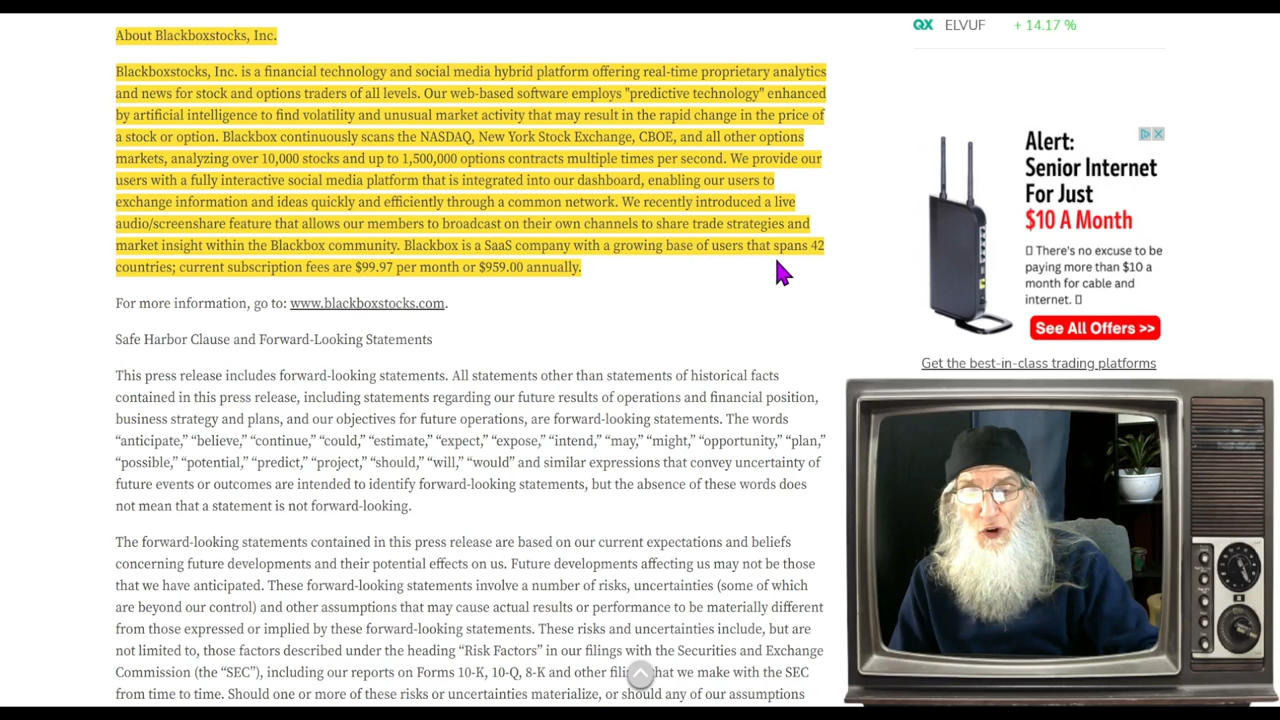 About Blackboxstocks, Inc.
Blackboxstocks, Inc. is a financial technology and social media hybrid platform offering real-time proprietary analytics
and news for stock and options traders of all levels. Our web-based software employs "predictive technology" enhanced
by artificial intelligence to find volatility and unusual market activity that may result in the rapid change in the price of
a stock or option. Blackbox continuously scans the NASDAQ, New York Stock Exchange, CBOE, and all other options
markets, analyzing over 10,000 stocks and up to 1,500,000 options contracts multiple times per second. We provide our
users with a fully interactive social media platform that is integrated into our dashboard, enabling our users to
exchange information and ideas quickly and efficiently through a common network. We recently introduced a live
audio/screenshare feature that allows our members to broadcast on their own channels to share trade strategies and
market insight within the Blackbox community. Blackbox is a SaaS company with a growing base of users that spans 42
countries; current subscription fees are $99.97 per month or $959.00 annually.
For more information, go to: www.blackboxstocks.com.
Safe Harbor Clause and Forward-Looking Statements
This press release includes forward-looking statements. All statements other than statements of historical facts
contained in this press release, including statements regarding our future results of operations and financial position,
business strategy and plans, and our objectives for future operations, are forward-looking statements. The words
“anticipate,” “believe,” “continue,” “could,” “estimate,” “expect,” “expose,” “intend,” “may,” “might,” “opportunity,” “plan,”
“possible,” “potential,” “predict,” “project,” “should,” “will,” “would” and similar expressions that convey uncertainty of
future events or outcomes are intended to identify forward-looking statements, but the absence of these words does
not mean that a statement is not forward-looking.
The forward-looking statements contained in this press release are based on our current expectations and beliefs
concerning future developments and their potential effects on us. Future developments affecting us may not be those
that we have anticipated. These forward-looking statements involve a number of risks, uncertainties (some of which
are beyond our control) and other assumptions that may cause actual results or performance to be materially different
from those expressed or implied by these forward-looking statements. These risks and uncertainties include, but are
not limited to, those factors described under the heading “Risk Factors” in our filings with the Securities and Exchange
Commission (the “SEC”), including our reports on Forms 10-K, 10-Q, 8-K and other that we make with the SEC
from time to time. Should one or more of these risks or uncertainties materialize, or should any of our assumptions
QX ELVUF + 14.17 %
Alert:
Senior Internet
For Just
$10 A Month
There's no excuse to be
paying more than $10 a
month for cable and
internet.
See All Offers >>
Get the best-in-class trading platforms